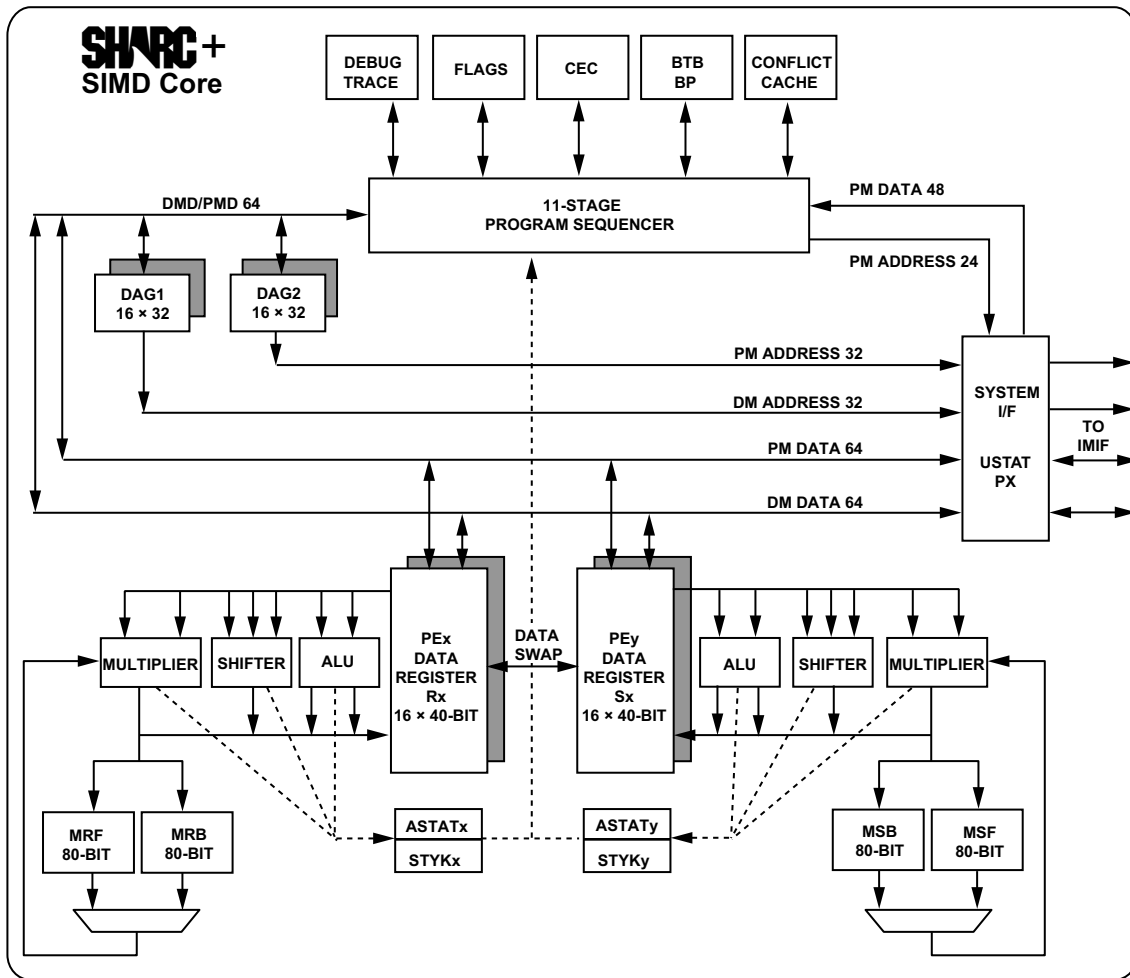 SHARC+
SIMD Core
DEBUG
TRACE
FLAGS
CEC
BTB
BP
CONFLICT
CACHE
DMD/PMD 64
11-STAGE
PROGRAM SEQUENCER
PM DATA 48
PM ADDRESS 24
DAG1
16 × 32
DAG2
16 × 32
PM ADDRESS 32
DM ADDRESS 32
PM DATA 64
DM DATA 64
SYSTEM
I/F
USTAT
PX
TO
IMIF
MULTIPLIER
SHIFTER
ALU
PEx
DATA
REGISTER
Rx
16 × 40-BIT
DATA
SWAP
PEy
DATA
REGISTER
Sx
16 × 40-BIT
ALU
SHIFTER
MULTIPLIER
MRF
80-BIT
MRB
80-BIT
ASTATx
STYKx
ASTATy
STYKy
MSB
80-BIT
MSF
80-BIT